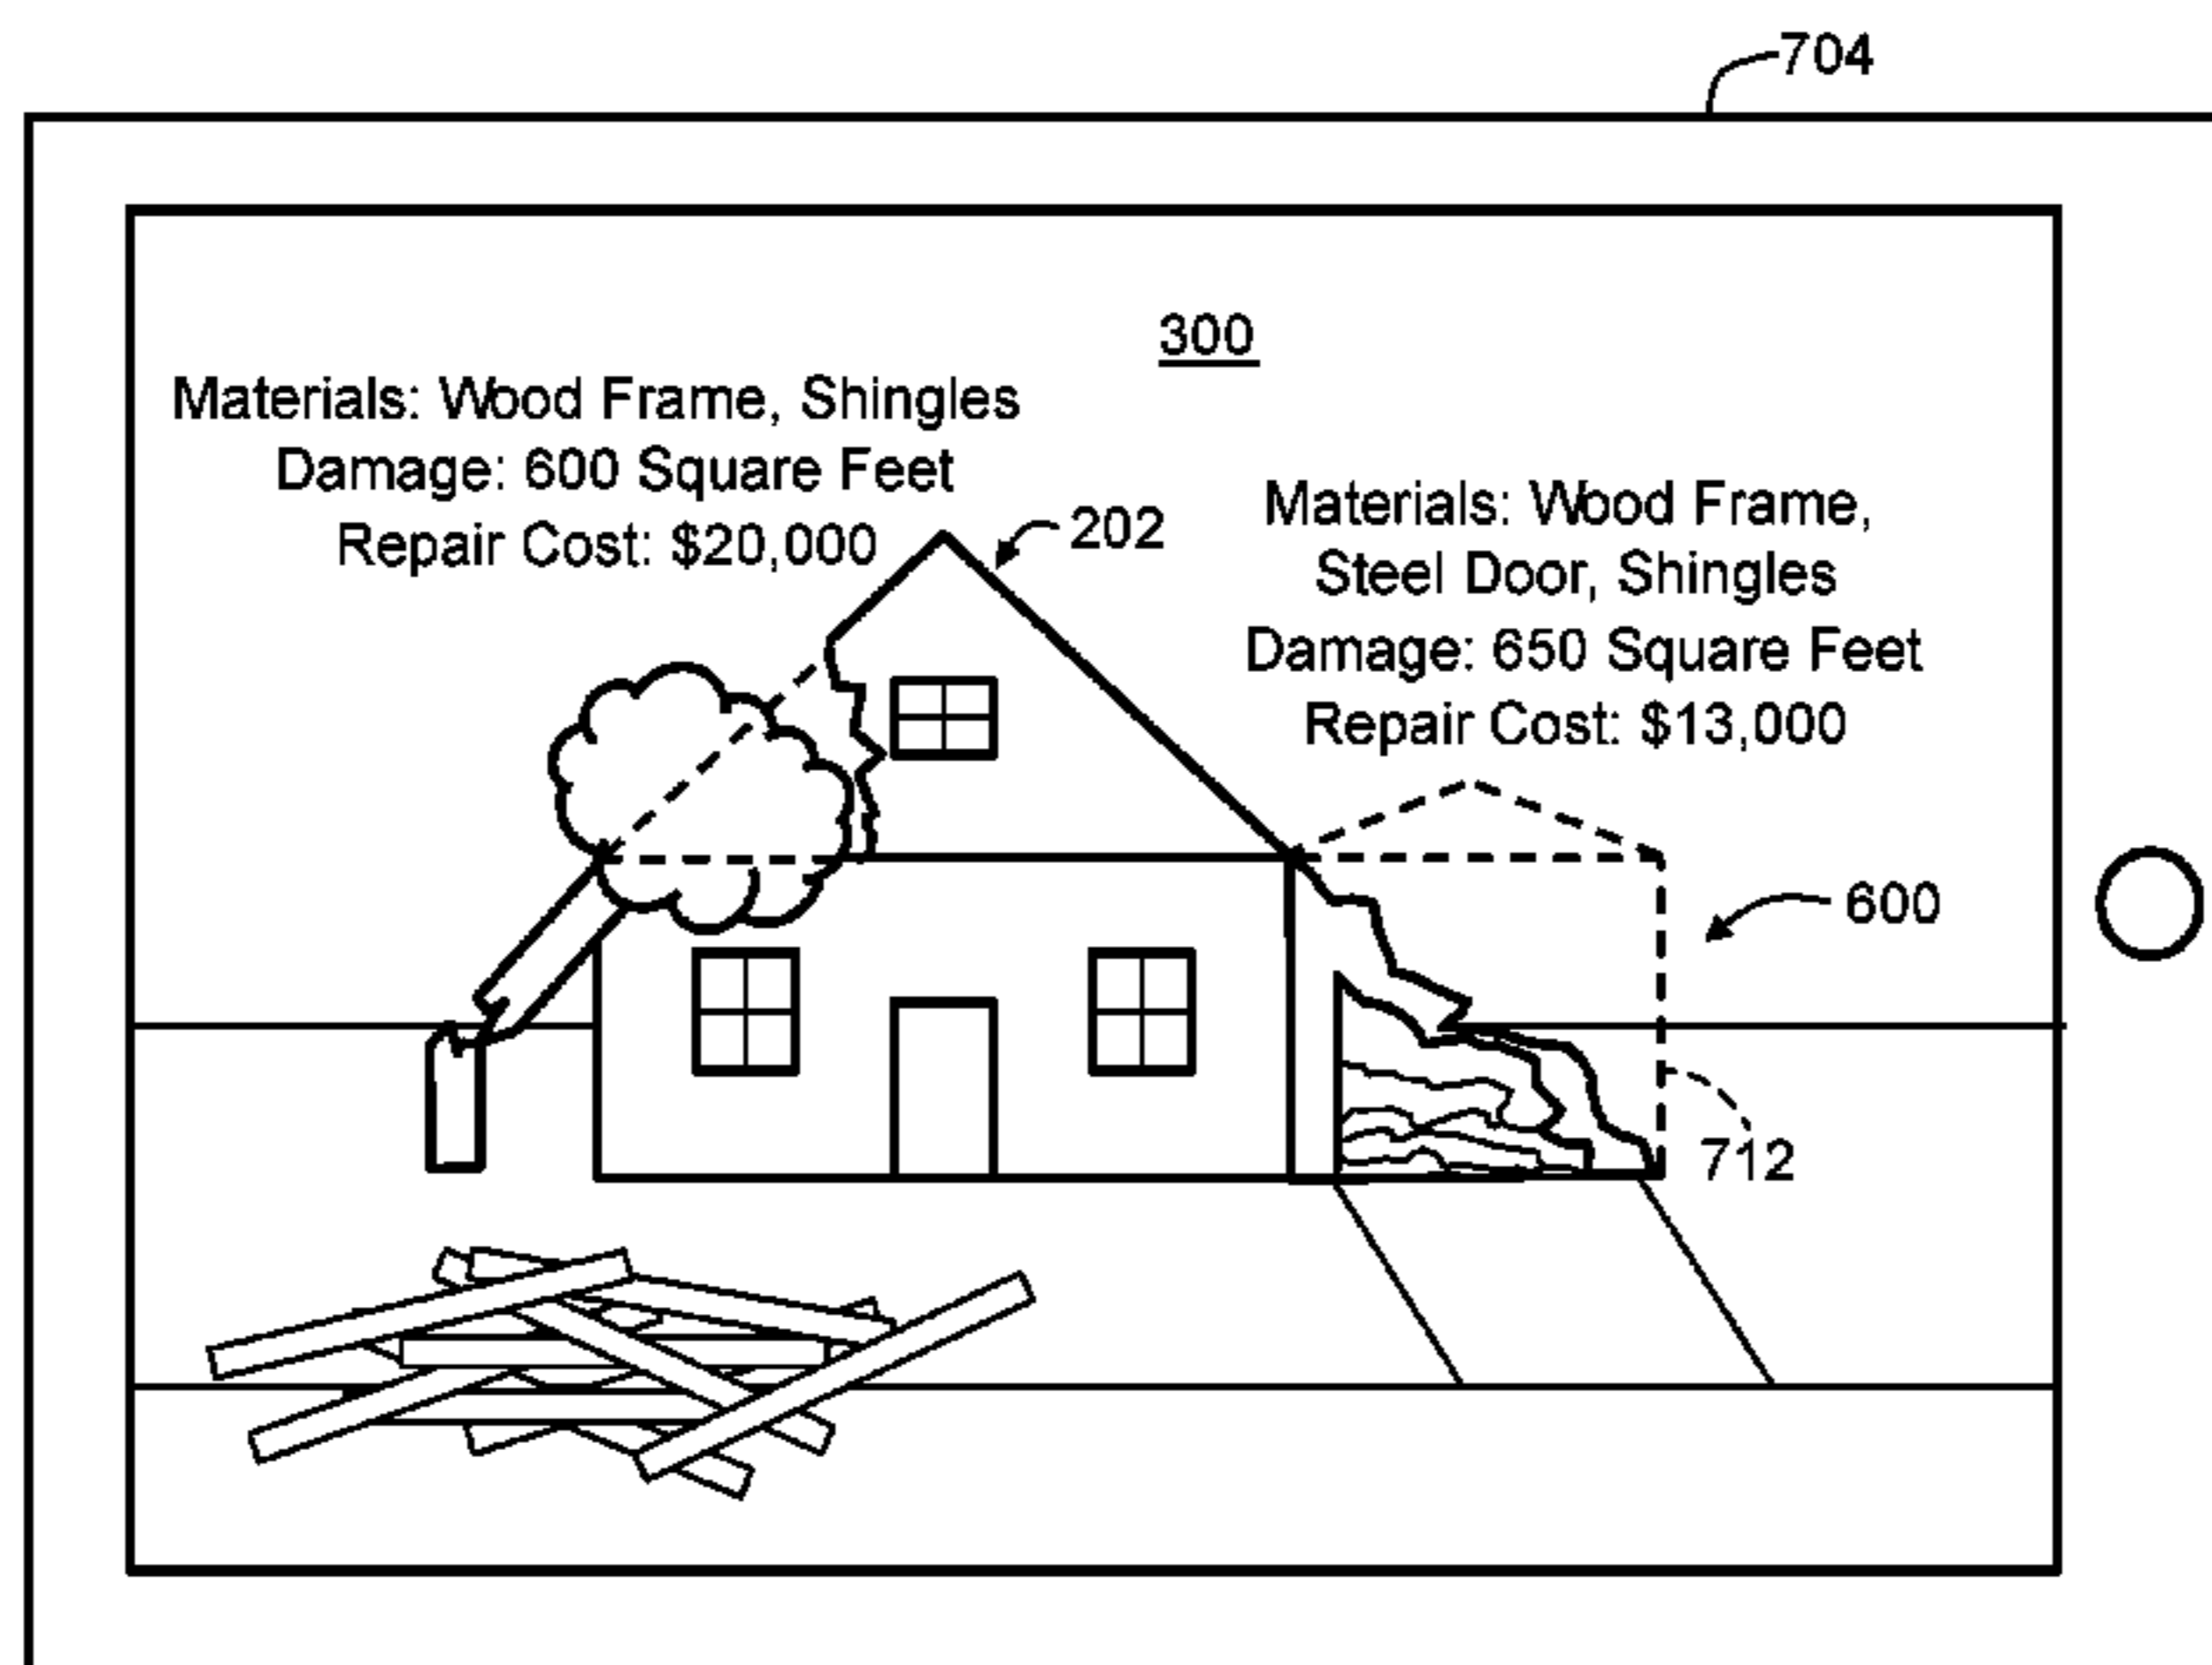 704
300
Materials: Wood Frame, Shingles
Damage: 600 Square Feet
Repair Cost: $20,000
202
Materials: Wood Frame,
Steel Door, Shingles
Damage: 650 Square Feet
Repair Cost: $13,000
600
712